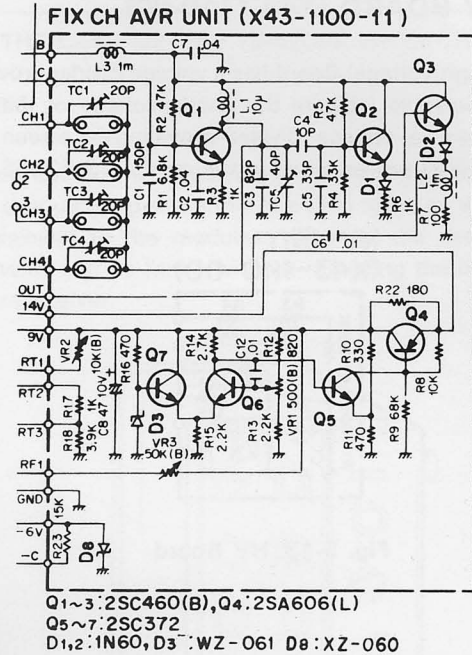 FIX CH AVR UNIT (X43-1100-11)
B
C7 .04
L3 1m
C
TC1 20P
R2 47K
Q1
L1 10μ
R5 47K
Q2
Q3
CH1
C4 10P
TC2 20P
C1 150P
R1 6.8K
C2 .04
R3 1K
C3 82P
TC5 40P
C5 33P
R4 33K
D1
R6 1K
D2
L2 1m
R7 1K
CH2
2
3
TC3 20P
CH3
TC4 20P
C6 .01
CH4
OUT
14V
R22 180
Q4
9V
VR2 10K(B)
C8 47 10V
+
R16 470
Q7
R14 2.7K
C12 .01
R12 820
R10 330
RT1
RT2
R17 1K
D3
Q6
VR1 500(B)
Q5
R8 10K
RT3
R18 3.9K
VR3 50K(B)
R15 2.2K
R13 2.2K
R11 470
R9 68K
RF1
GND
-6V
R23 15K
D8
-C
Q1~3:2SC460(B), Q4:2SA606(L)
Q5~7:2SC372
D1,2:1N60, D3:WZ-061 D8:XZ-060